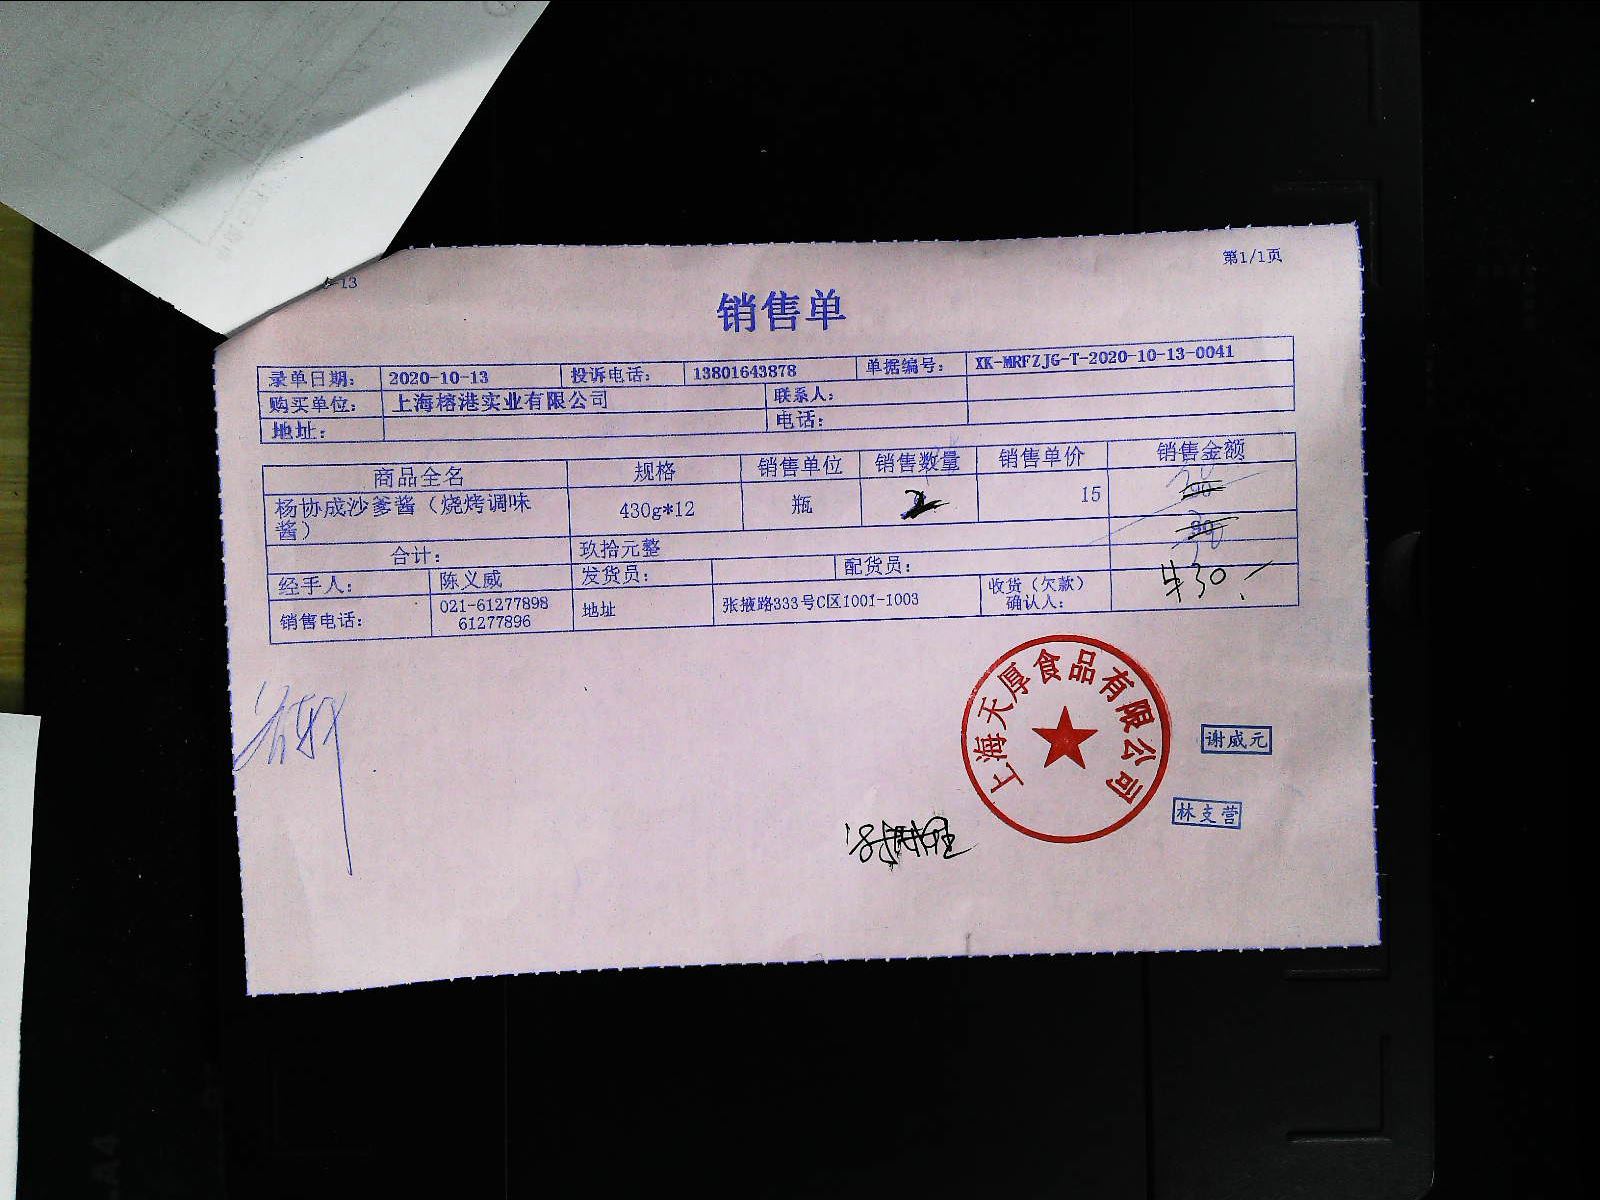 -13
第1/1页
销售单
录单日期: 2020-10-13 投诉电话: 13801643878 单据编号: XK-MRFZJG-T-2020-10-13-0041
购买单位: 上海榕港实业有限公司 联系人:
地址: 电话:
商品全名 规格 销售单位 销售数量 销售单价 销售金额
杨协成沙爹酱（烧烤调味酱） 430g*12 瓶 2 15 30 90
合计: 玖拾元整 90 30
经手人: 陈义威 发货员: 配货员:
¥30.-
销售电话: 021-61277898 61277896 地址 张掖路333号C区1001-1003 收货（欠款）确认人:
上海天厚食品有限公司
谢威元
林支营